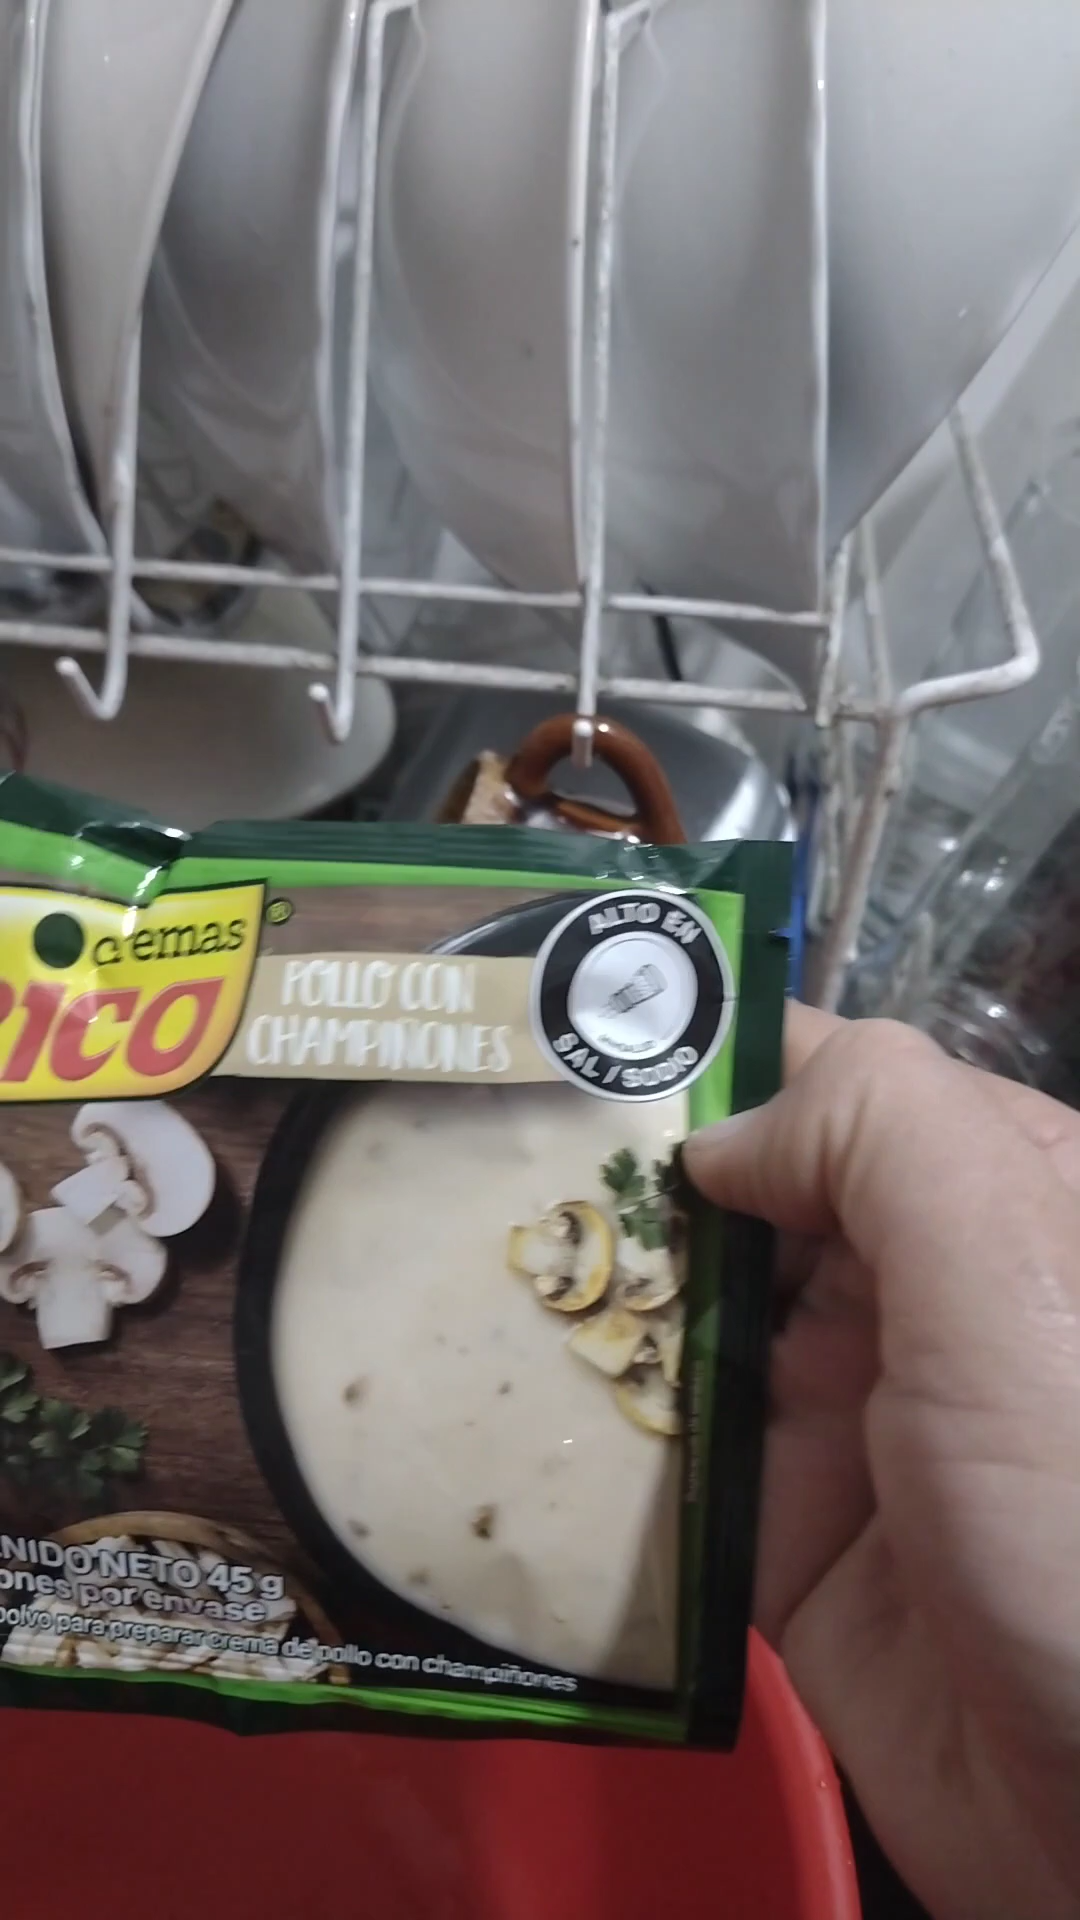 cremas®
RICO
POLLO CON
CHAMPIÑONES
ALTO EN
SAL / SODIO
NIDO NETO 45 g
ones por envase
polvo para preparar crema de pollo con champiñones